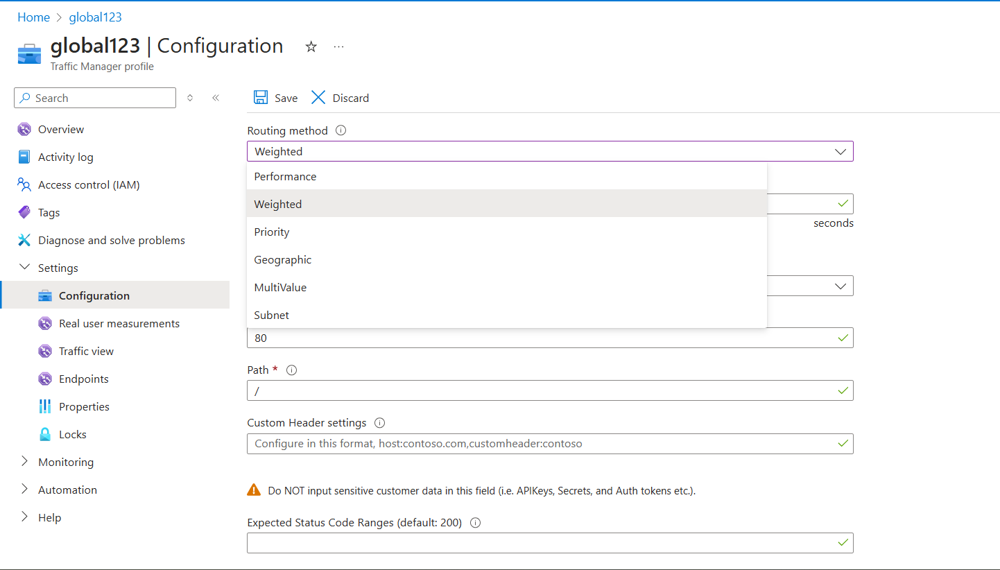 Home > global123
global123 | Configuration
Traffic Manager profile
Search
Save
Discard
Overview
Activity log
Access control (IAM)
Tags
Diagnose and solve problems
Settings
Configuration
Real user measurements
Traffic view
Endpoints
Properties
Locks
Monitoring
Automation
Help
Routing method
Weighted
Performance
Weighted
Priority
Geographic
MultiValue
Subnet
seconds
80
Path *
/
Custom Header settings
Configure in this format, host:contoso.com,customheader:contoso
Do NOT input sensitive customer data in this field (i.e. APIKeys, Secrets, and Auth tokens etc.).
Expected Status Code Ranges (default: 200)